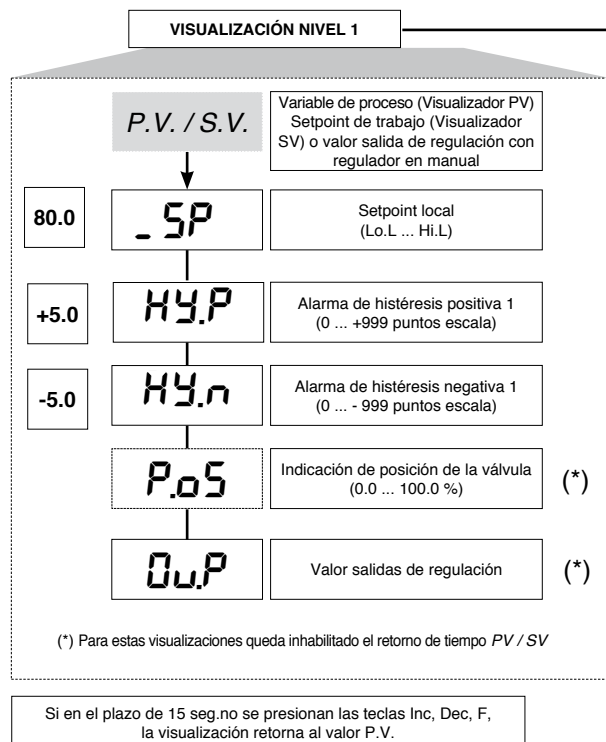 VISUALIZACIÓN NIVEL 1
P.V. / S.V.
Variable de proceso (Visualizador PV)
Setpoint de trabajo (Visualizador
SV) o valor salida de regulación con
regulador en manual
80.0
_SP
Setpoint local
(Lo.L ... Hi.L)
+5.0
HY.P
Alarma de histéresis positiva 1
(0 ... +999 puntos escala)
-5.0
HY.n
Alarma de histéresis negativa 1
(0 ... - 999 puntos escala)
P.oS
Indicación de posición de la válvula
(0.0 ... 100.0 %)
(*)
Ou.P
Valor salidas de regulación
(*)
(*) Para estas visualizaciones queda inhabilitado el retorno de tiempo PV / SV
Si en el plazo de 15 seg.no se presionan las teclas Inc, Dec, F,
la visualización retorna al valor P.V.